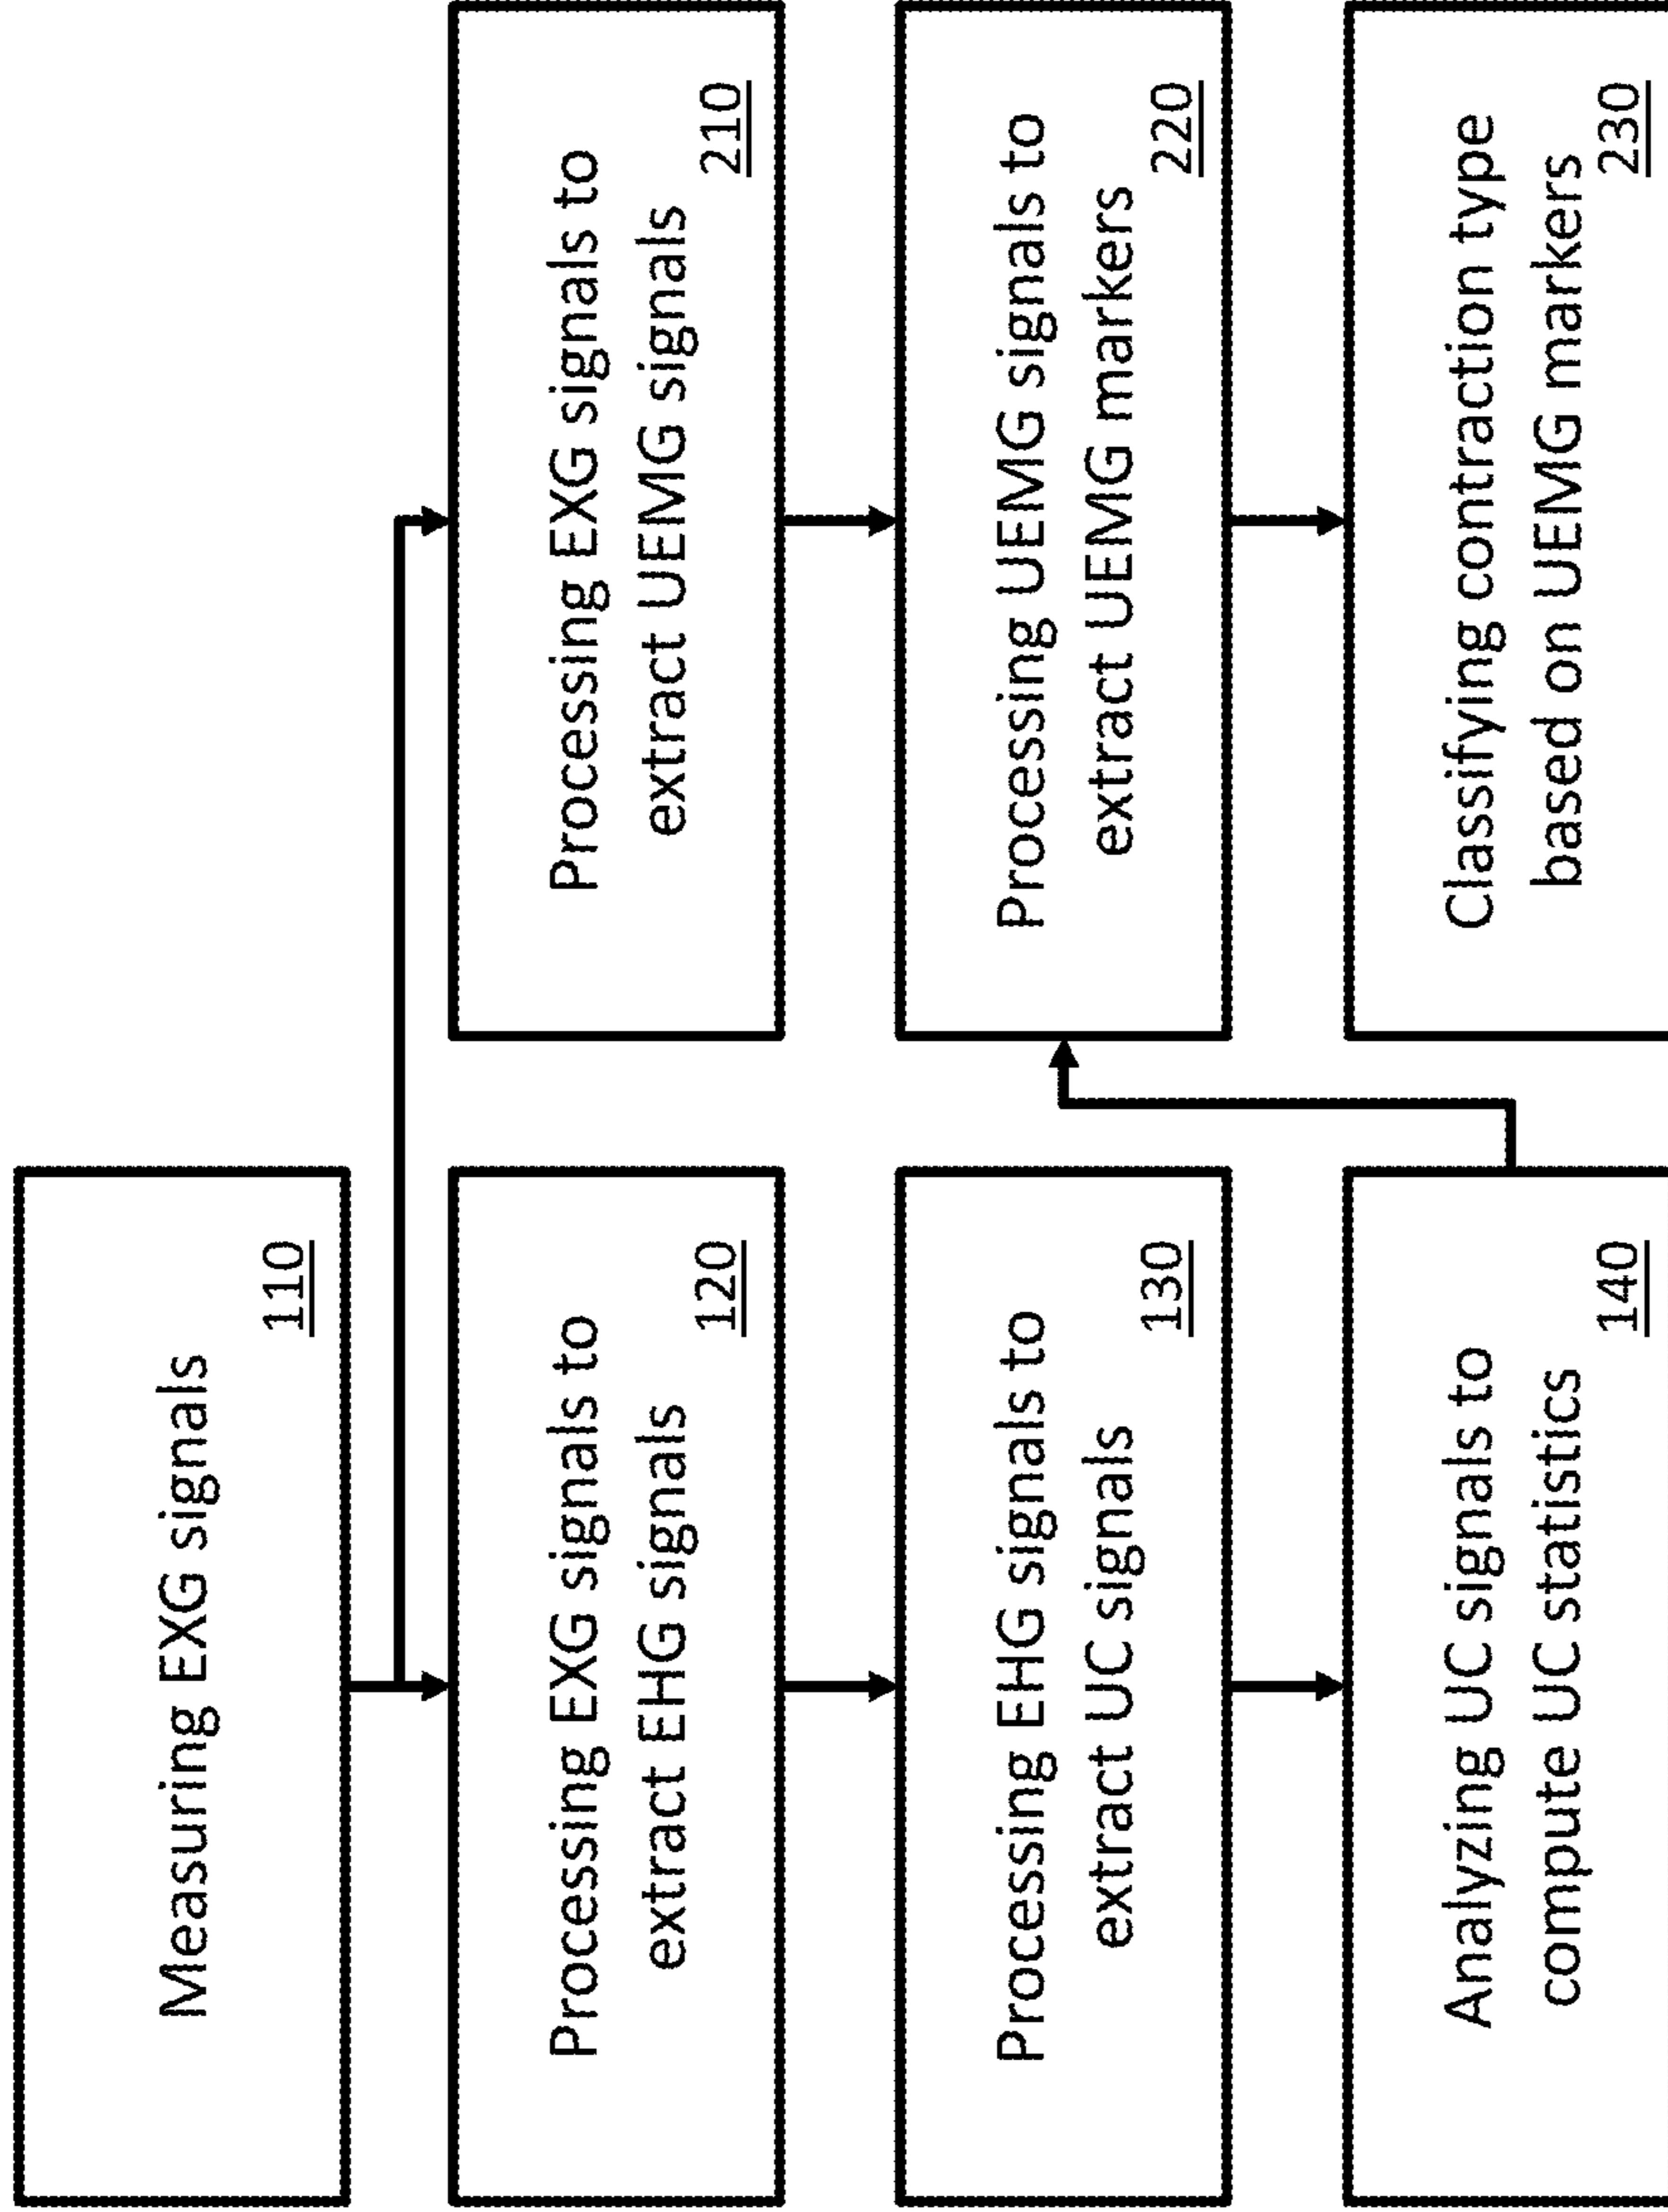 Measuring EXG signals
110
Processing EXG signals to
extract EHG signals
120
Processing EHG signals to
extract UC signals
130
Analyzing UC signals to
compute UC statistics
140
Processing EXG signals to
extract UEMG signals
210
Processing UEMG signals to
extract UEMG markers
220
Classifying contraction type
based on UEMG markers
230